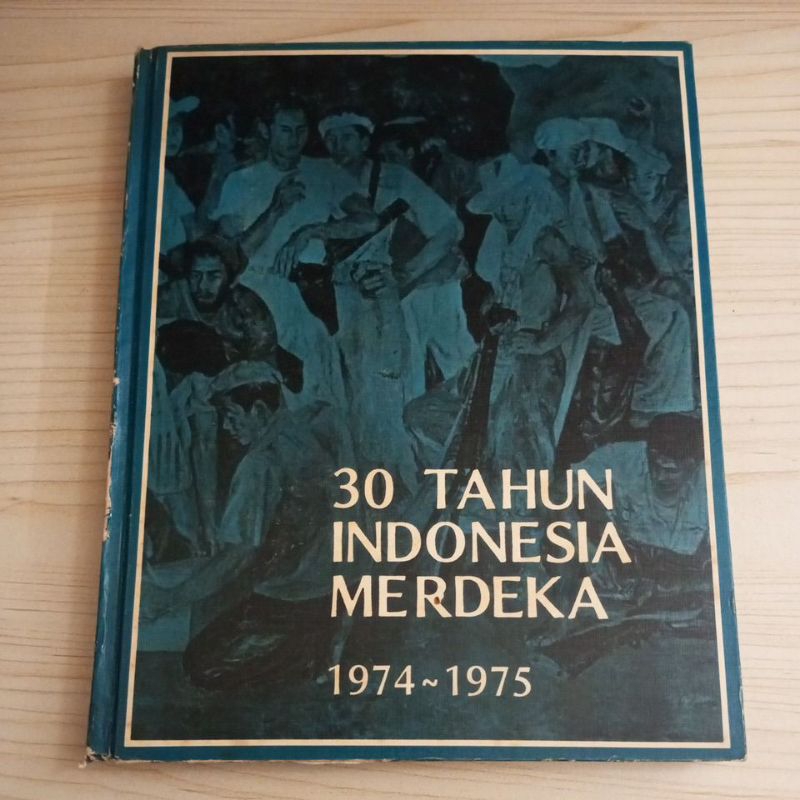 30 TAHUN
INDONESIA
MERDEKA
1974~1975